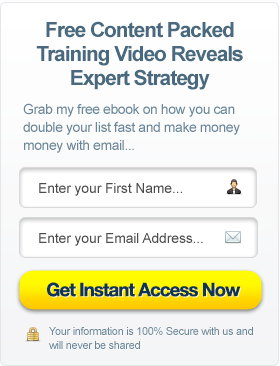 Free Content Packed
Training Video Reveals
Expert Strategy
Grab my free ebook on how you can
double your list fast and make money
money with email...
Enter your First Name...
Enter your Email Address...
Get Instant Access Now
Your information is 100% Secure with us and
will never be shared